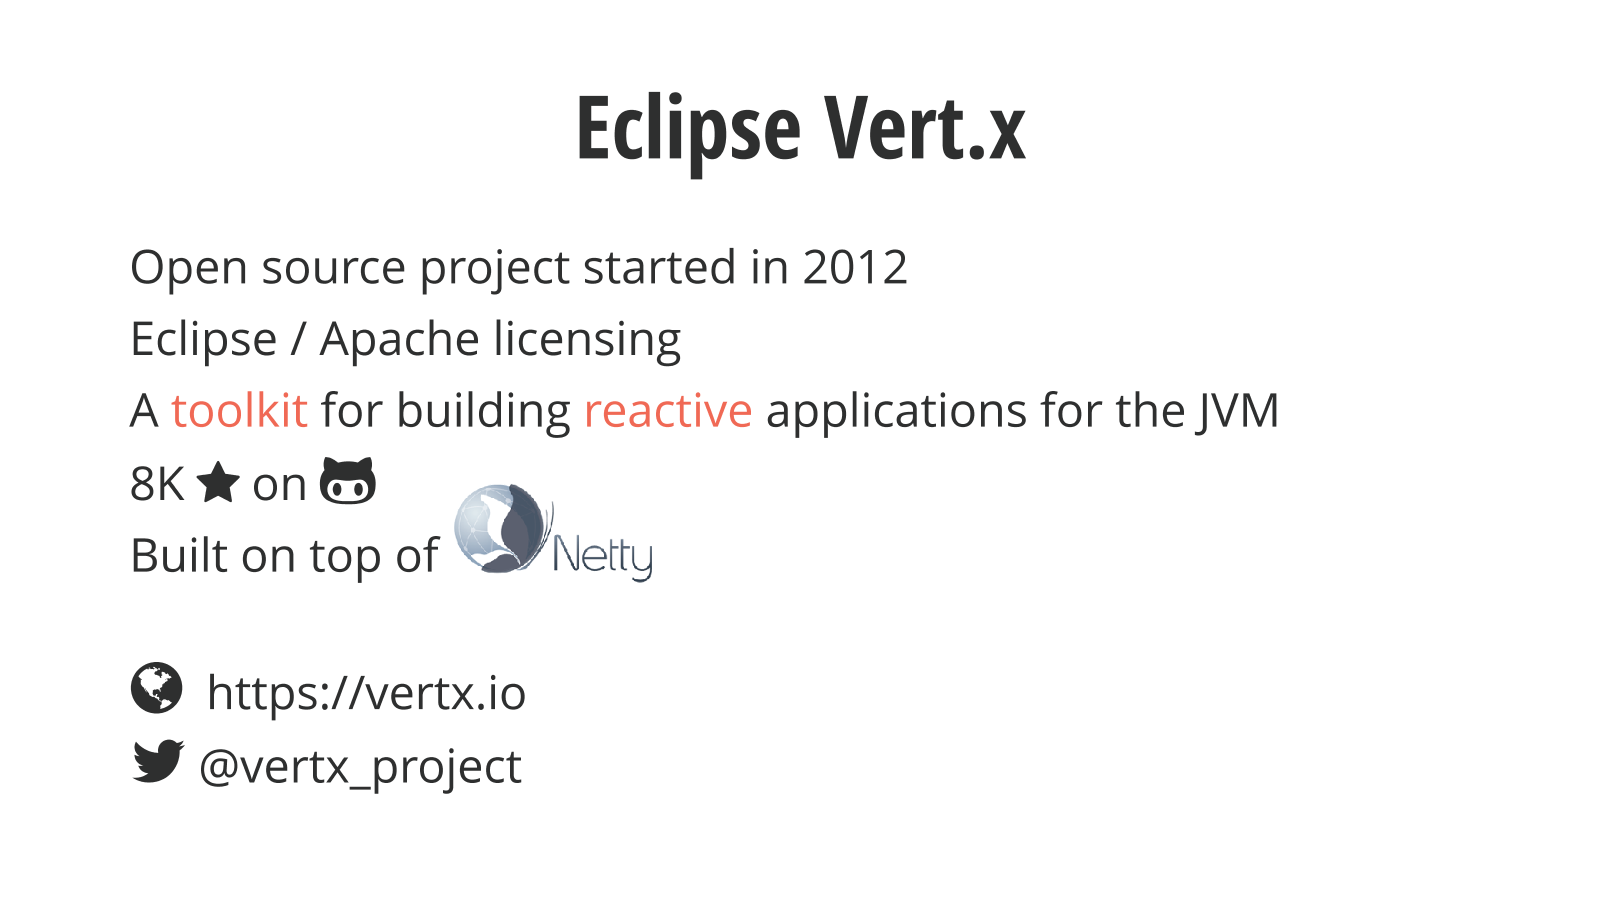 Eclipse Vert.x
Open source project started in 2012
Eclipse / Apache licensing
A toolkit for building reactive applications for the JVM
8K on
Built on top of Netty
https://vertx.io
@vertx_project